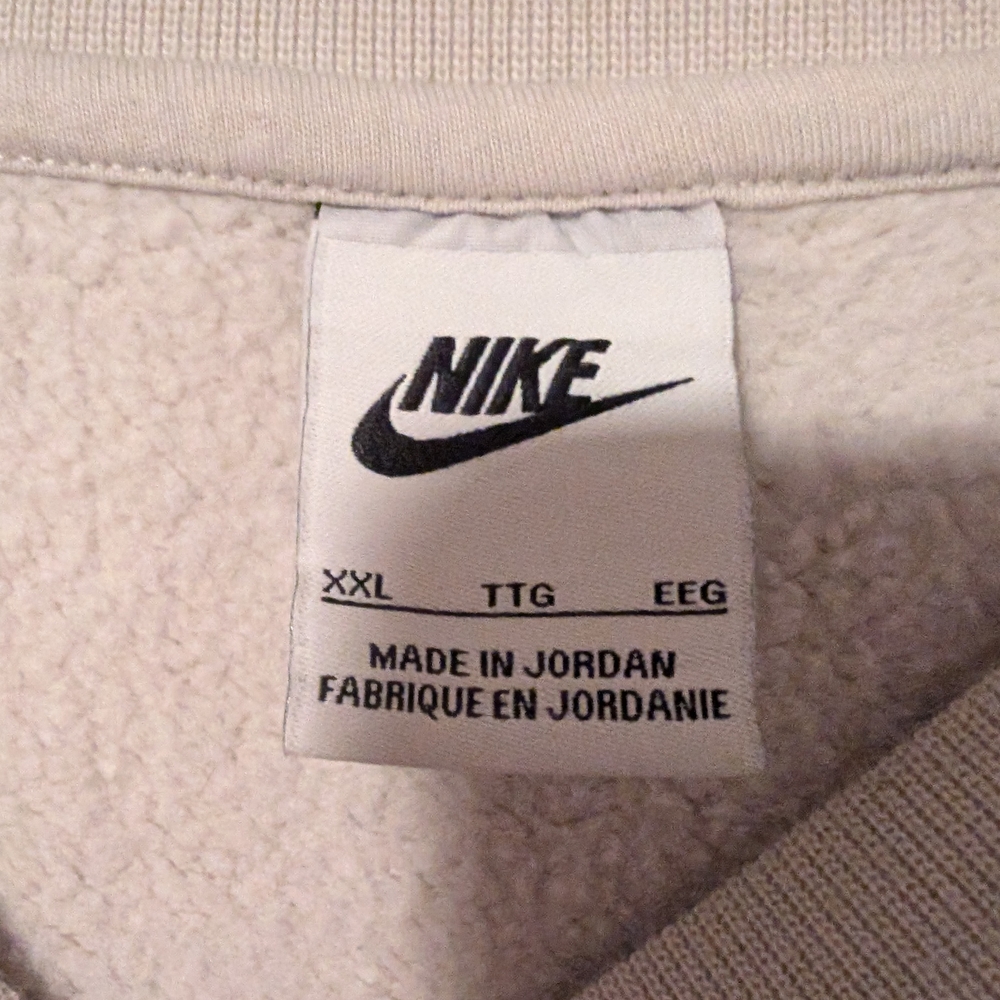 NIKE
XXL TTG EEG
MADE IN JORDAN
FABRIQUE EN JORDANIE